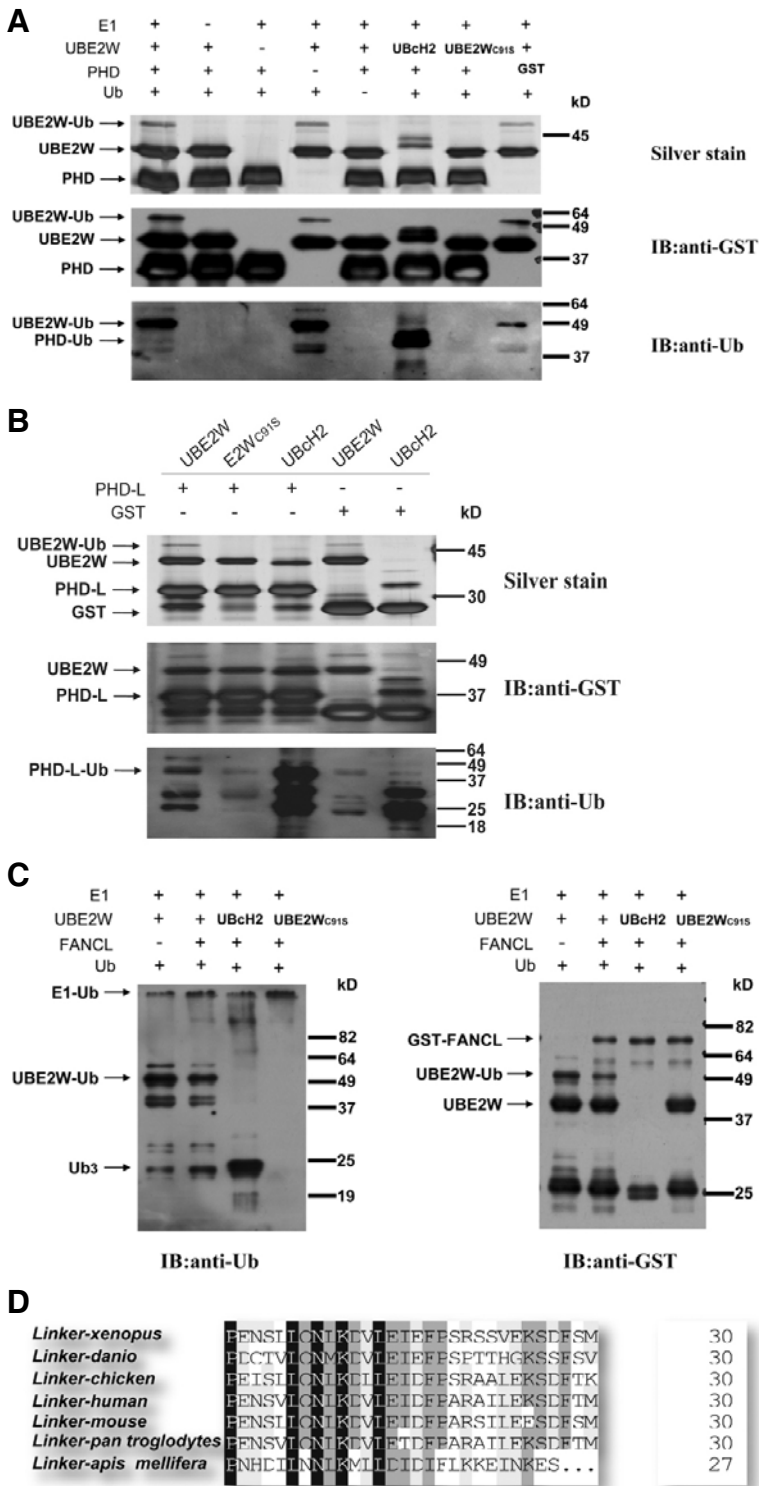 A
E1 + - + + + + + +
UBE2W + + - + + UBcH2 UBE2WC91S +
PHD + + + - + + + GST
Ub + + + + - + + +
kD
UBE2W-Ub
UBE2W
PHD
45
Silver stain
UBE2W-Ub
UBE2W
PHD
64
49
37
IB:anti-GST
UBE2W-Ub
PHD-Ub
64
49
37
IB:anti-Ub
B
UBE2W E2WC91S UBcH2 UBE2W UBcH2
PHD-L + + + - -
GST - - - + + kD
UBE2W-Ub
UBE2W
PHD-L
GST
45
30
Silver stain
UBE2W
PHD-L
49
37
IB:anti-GST
PHD-L-Ub
64
49
37
25
18
IB:anti-Ub
C
E1 + + + +
UBE2W + + UBcH2 UBE2WC91S
FANCL - + + +
Ub + + + +
kD
E1-Ub
UBE2W-Ub
Ub3
82
64
49
37
25
19
IB:anti-Ub
E1 + + + +
UBE2W + + UBcH2 UBE2WC91S
FANCL - + + +
Ub + + + +
kD
GST-FANCL
UBE2W-Ub
UBE2W
82
64
49
37
25
IB:anti-GST
D
Linker-xenopus PENSLLQNLKDVLEIEFPSRSSVEKSDFSM 30
Linker-danio PDCTVLQNMKDVLEIDFPSPTTHGKSSFSV 30
Linker-chicken PEISLLQNLKDILEIDFPSRAALEKSDFTK 30
Linker-human PENSVLQNLKDVLEIDFPARAILEKSDFTM 30
Linker-mouse PENSVLQNLKDVLEIDFPARSILEESDFSM 30
Linker-pan troglodytes PENSVLQNLKDVLETDFPARAILEKSDFTM 30
Linker-apis mellifera PNHDILNNLKMLLDIDIFLKKEINKES... 27